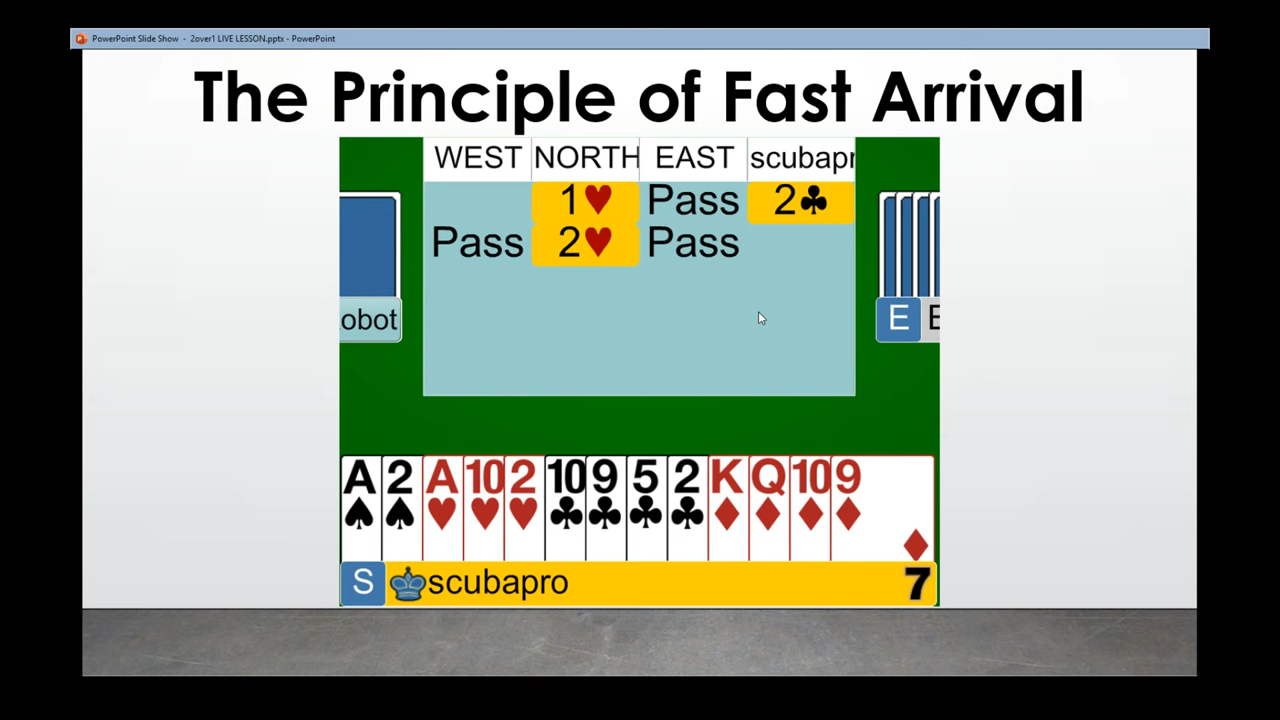 PowerPoint Slide Show - 2over1 LIVE LESSON.pptx - PowerPoint
The Principle of Fast Arrival
WEST NORTH EAST scubapr
1♥ Pass 2♣
Pass 2♥ Pass
obot
E E
A♠ 2♠ A♥ 10♥ 2♥ 10♣ 9♣ 5♣ 2♣ K♦ Q♦ 10♦ 9♦
S scubapro 7